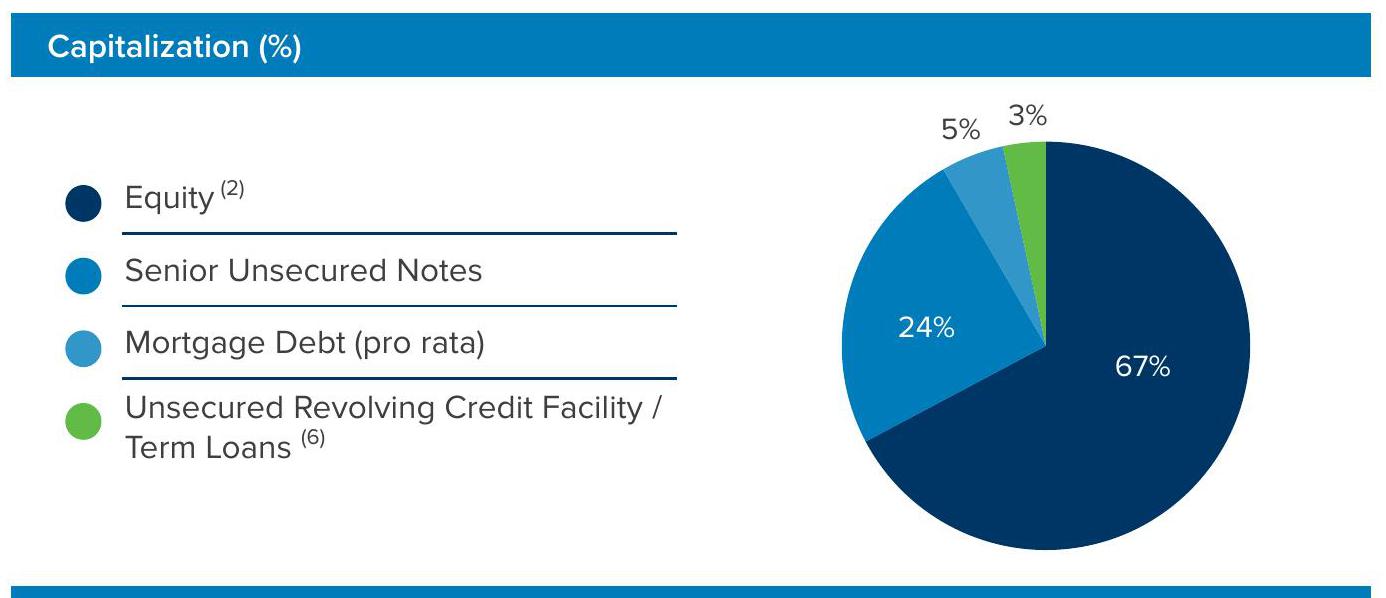 Capitalization (%)
Equity (2)
Senior Unsecured Notes
Mortgage Debt (pro rata)
Unsecured Revolving Credit Facility /
Term Loans (6)
5%
3%
24%
67%